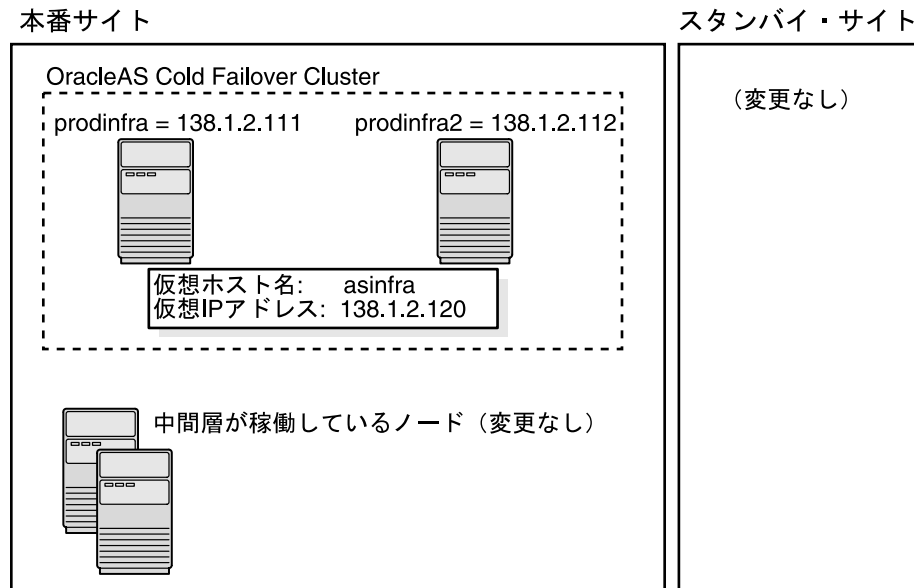 本番サイト
スタンバイ・サイト
OracleAS Cold Failover Cluster
prodinfra = 138.1.2.111
prodinfra2 = 138.1.2.112
仮想ホスト名: asinfra
仮想IPアドレス: 138.1.2.120
中間層が稼働しているノード（変更なし）
（変更なし）